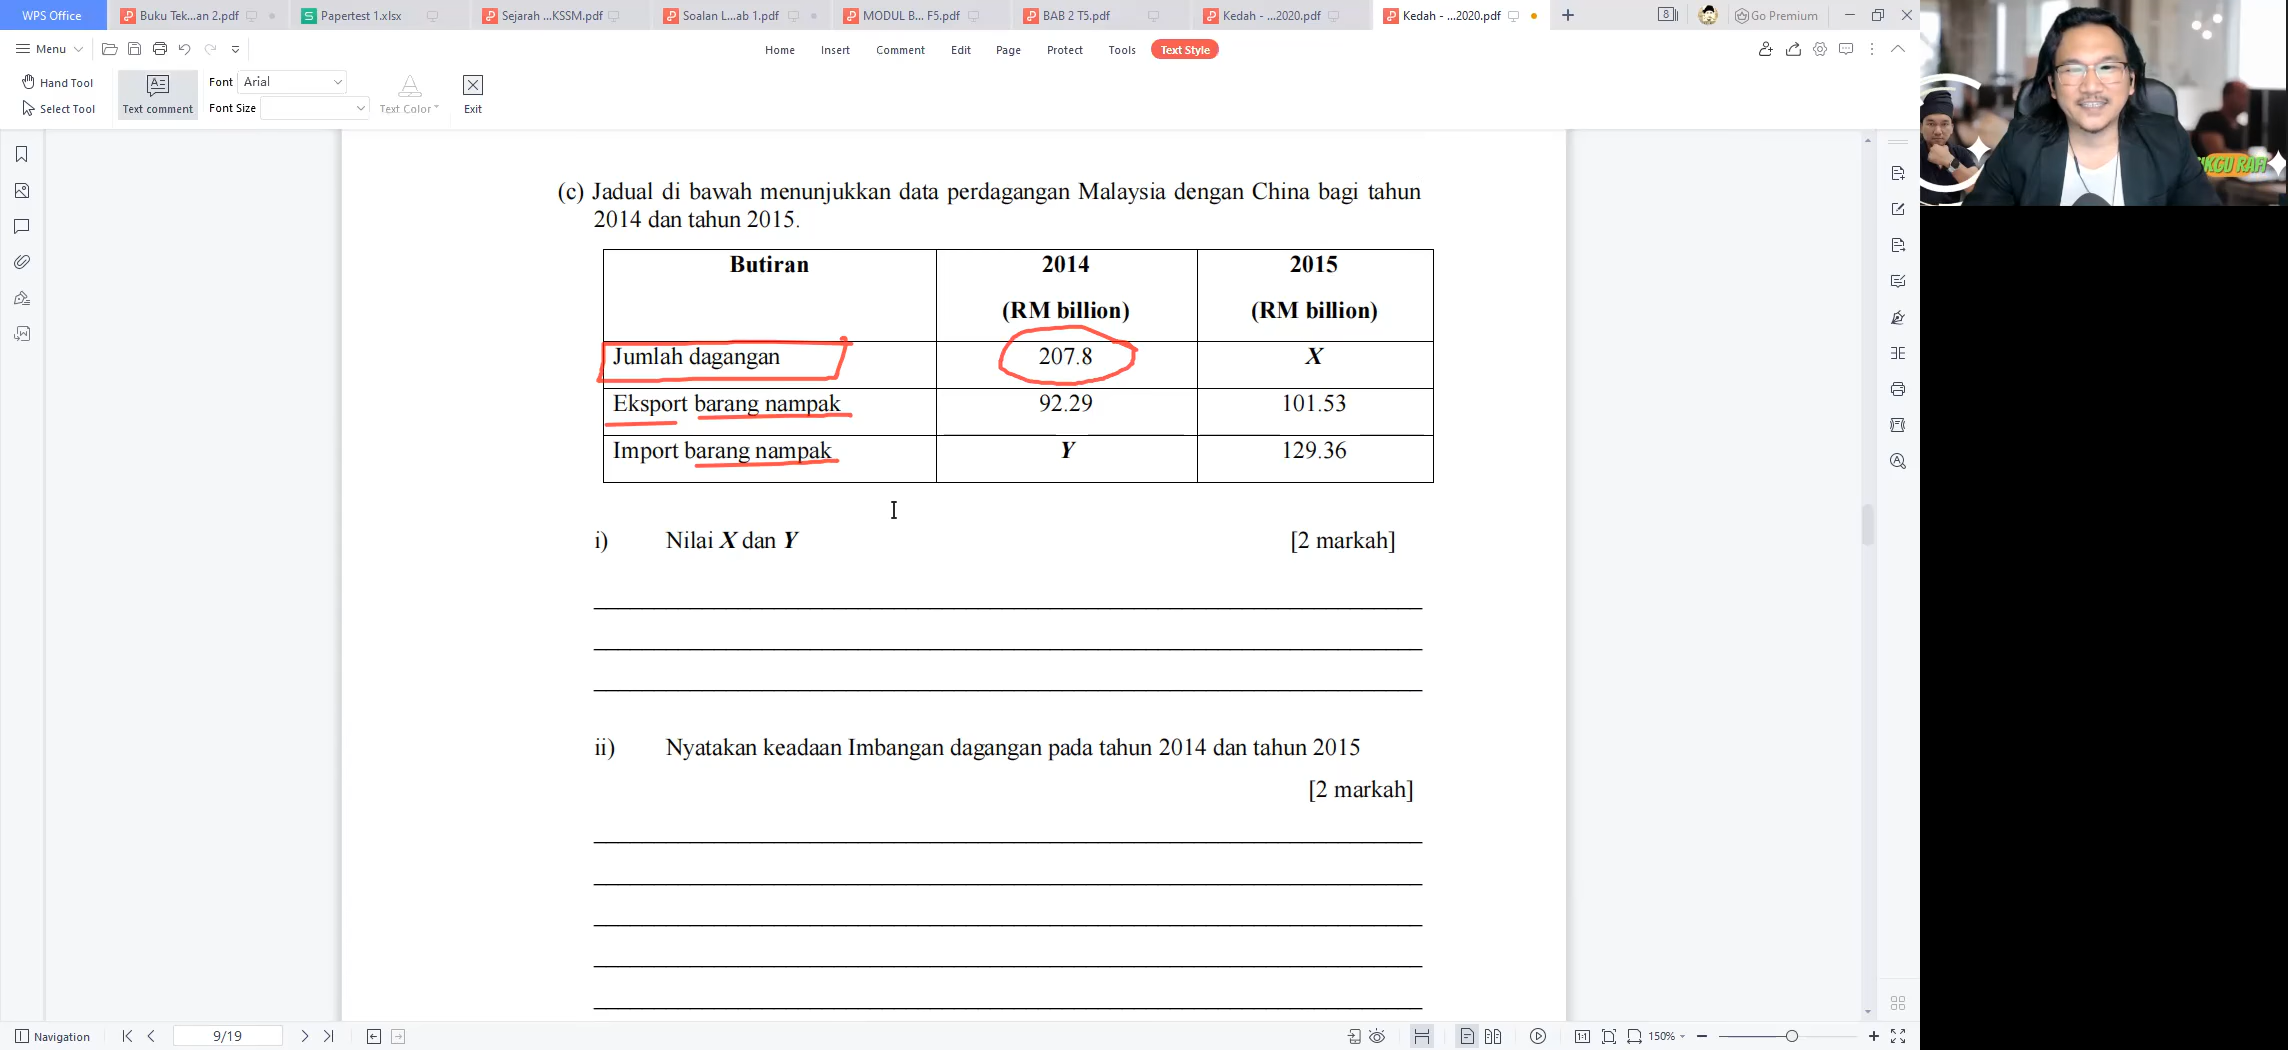 WPS Office
Buku Tek...an 2.pdf
Papertest 1.xlsx
Sejarah ...KSSM.pdf
Soalan L...ab 1.pdf
MODUL B... F5.pdf
BAB 2 T5.pdf
Kedah - ...2020.pdf
Kedah - ...2020.pdf
Go Premium
Menu
Home Insert Comment Edit Page Protect Tools Text Style
Hand Tool
Select Tool
Text comment
Font Arial
Font Size
Text Color
Exit
(c) Jadual di bawah menunjukkan data perdagangan Malaysia dengan China bagi tahun
2014 dan tahun 2015.
Butiran 2014 2015
(RM billion) (RM billion)
Jumlah dagangan 207.8 X
Eksport barang nampak 92.29 101.53
Import barang nampak Y 129.36
i) Nilai X dan Y [2 markah]
ii) Nyatakan keadaan Imbangan dagangan pada tahun 2014 dan tahun 2015
[2 markah]
Navigation
9/19
150%